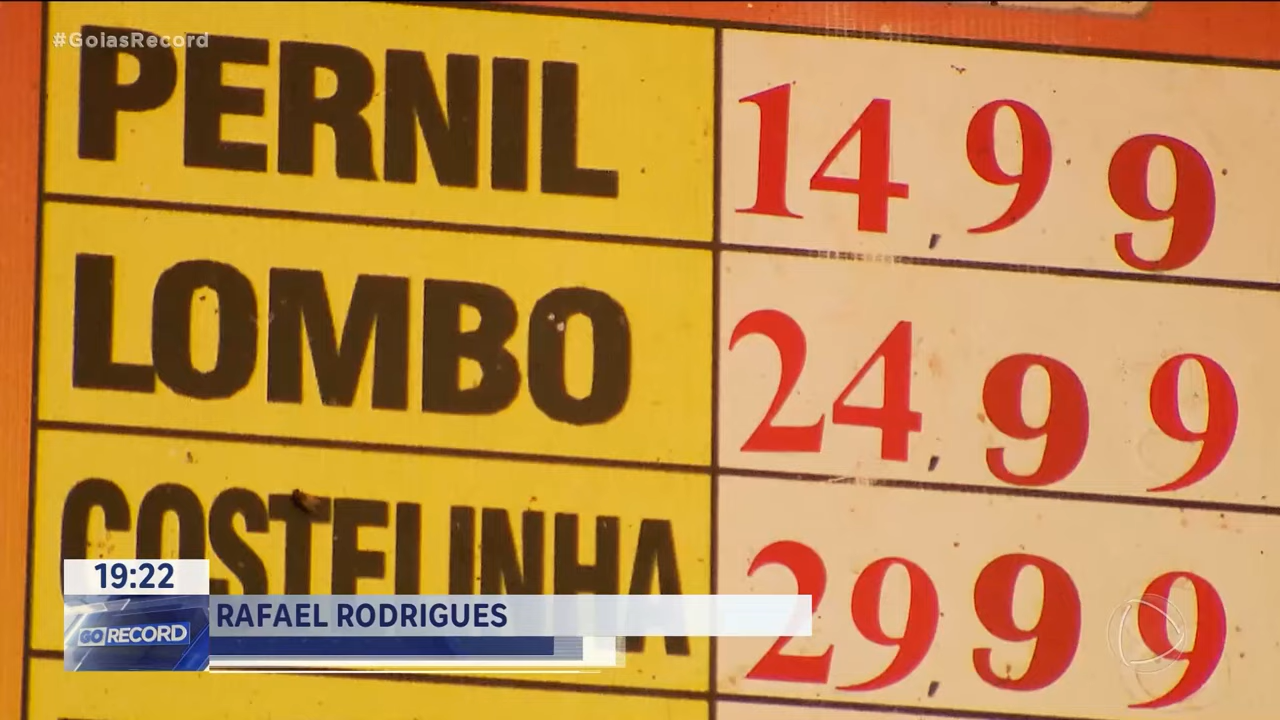 #GoiasRecord
PERNIL 14,99
LOMBO 24,99
COSTELINHA 29,99
19:22
GO RECORD
RAFAEL RODRIGUES